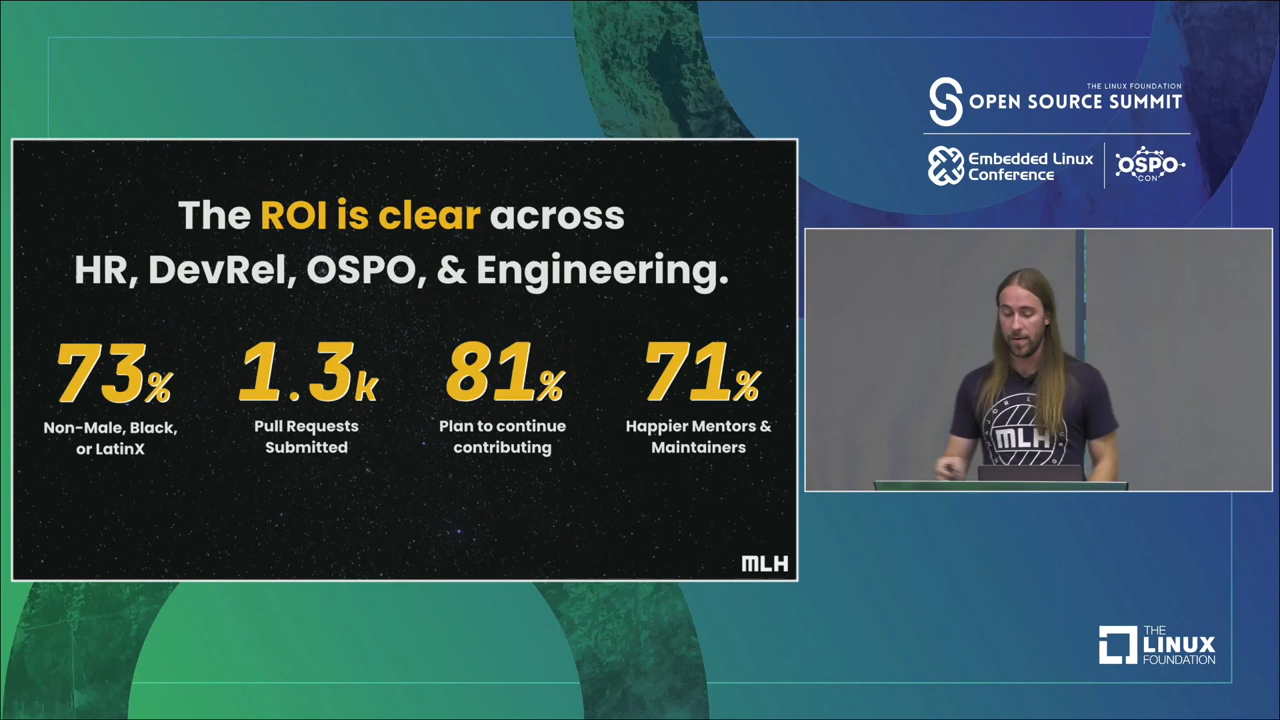 The ROI is clear across
HR, DevRel, OSPO, & Engineering.
73%
Non-Male, Black,
or LatinX
1.3k
Pull Requests
Submitted
81%
Plan to continue
contributing
71%
Happier Mentors &
Maintainers
MLH
THE LINUX FOUNDATION
OPEN SOURCE SUMMIT
Embedded Linux
Conference
OSPO
CON
MLH
THE
LINUX
FOUNDATION